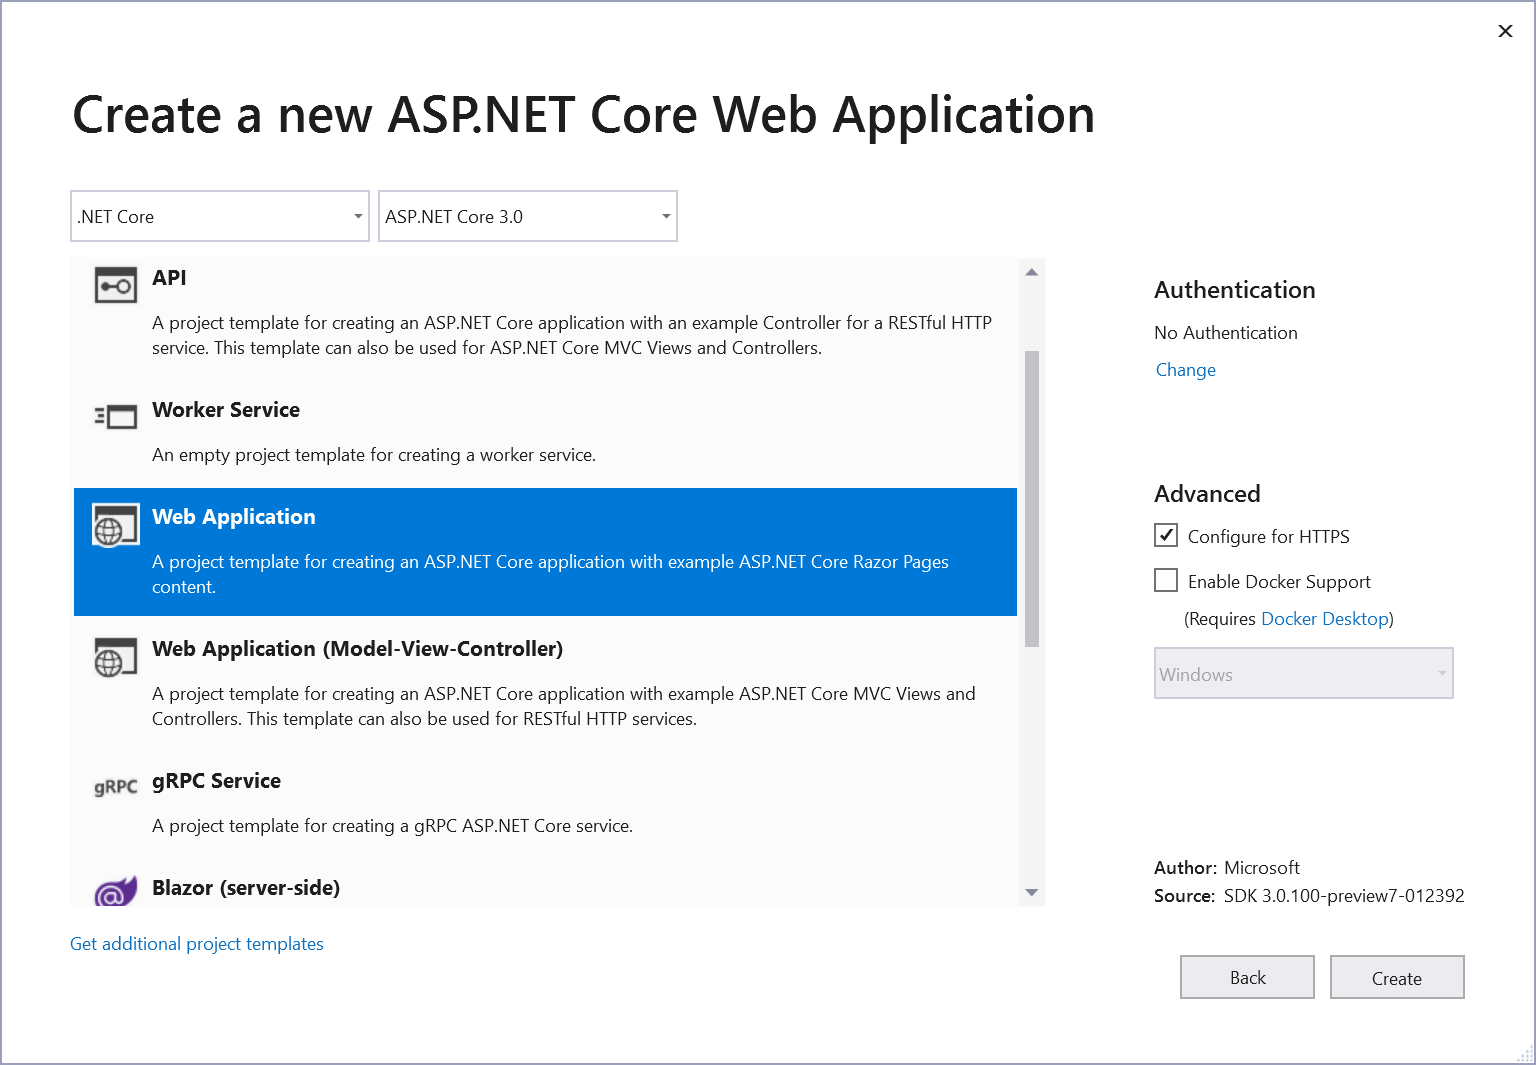 Create a new ASP.NET Core Web Application
.NET Core
ASP.NET Core 3.0
API
A project template for creating an ASP.NET Core application with an example Controller for a RESTful HTTP
service. This template can also be used for ASP.NET Core MVC Views and Controllers.
Worker Service
An empty project template for creating a worker service.
Web Application
A project template for creating an ASP.NET Core application with example ASP.NET Core Razor Pages
content.
Web Application (Model-View-Controller)
A project template for creating an ASP.NET Core application with example ASP.NET Core MVC Views and
Controllers. This template can also be used for RESTful HTTP services.
gRPC
gRPC Service
A project template for creating a gRPC ASP.NET Core service.
Blazor (server-side)
Get additional project templates
Authentication
No Authentication
Change
Advanced
Configure for HTTPS
Enable Docker Support
(Requires Docker Desktop)
Windows
Author: Microsoft
Source: SDK 3.0.100-preview7-012392
Back
Create